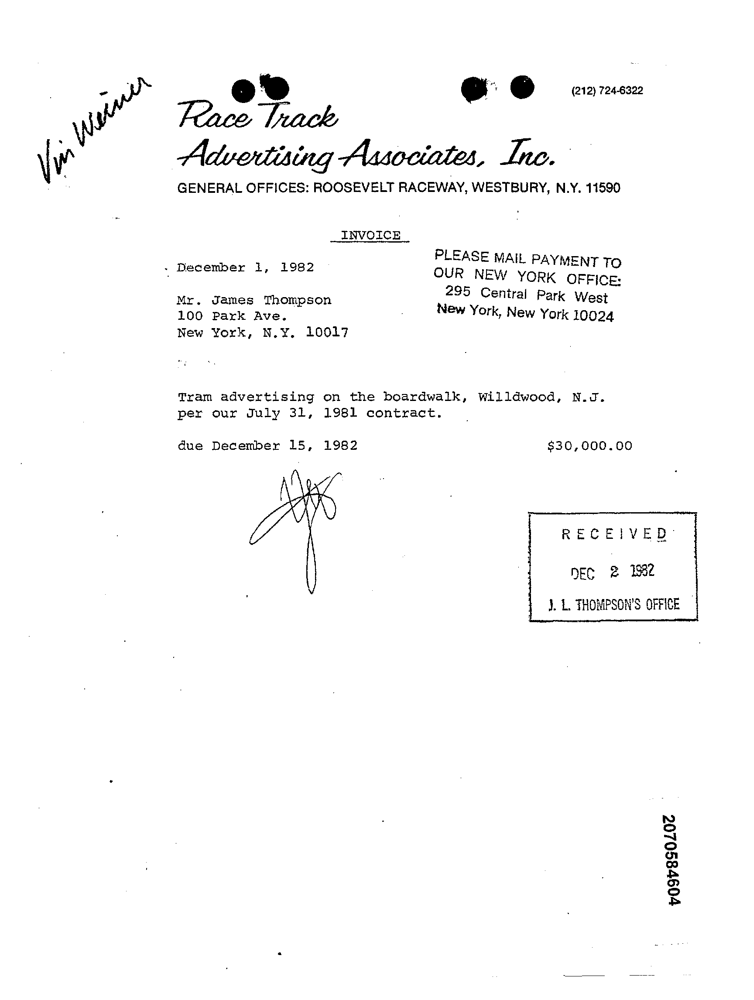 Vin Weiner
(212) 724-6322
Race Track
Advertising Associates, Inc.
GENERAL OFFICES: ROOSEVELT RACEWAY, WESTBURY, N.Y. 11590
INVOICE
December 1, 1982
PLEASE MAIL PAYMENT TO
OUR NEW YORK OFFICE:
295 Central Park West
New York, New York 10024
Mr. James Thompson
100 Park Ave.
New York, N.Y. 10017
Tram advertising on the boardwalk, Willdwood, N.J.
per our July 31, 1981 contract.
due December 15, 1982 $30,000.00
RECEIVED
DEC 2 1982
J. L. THOMPSON'S OFFICE
2070584604